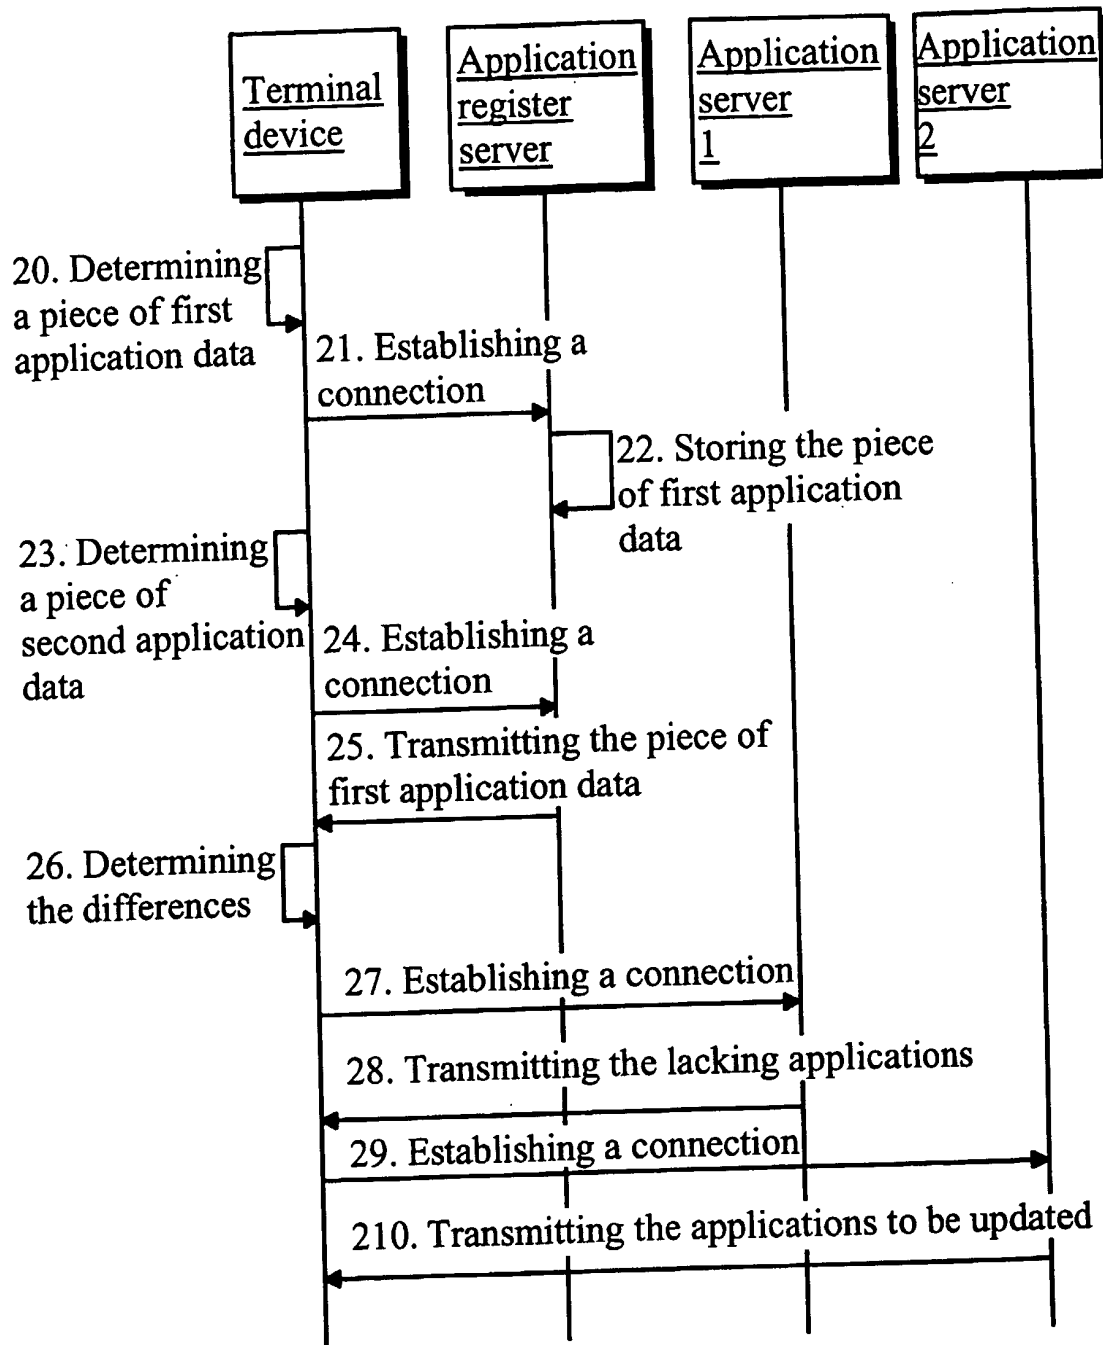 Terminal
device
Application
register
server
Application
server
1
Application
server
2
20. Determining
a piece of first
application data
21. Establishing a
connection
22. Storing the piece
of first application
data
23. Determining
a piece of
second application
data
24. Establishing a
connection
25. Transmitting the piece of
first application data
26. Determining
the differences
27. Establishing a connection
28. Transmitting the lacking applications
29. Establishing a connection
210. Transmitting the applications to be updated